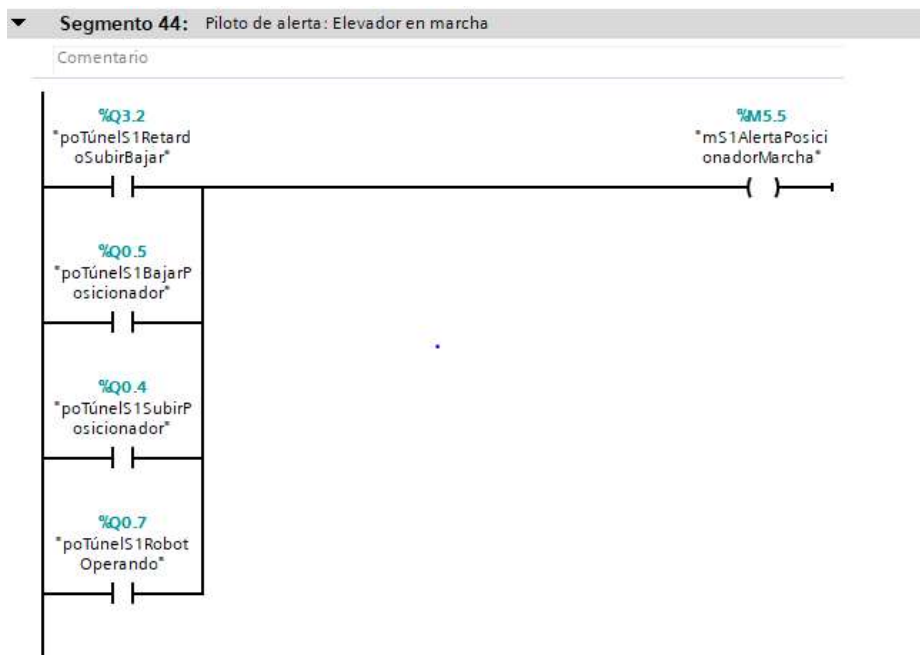 Segmento 44: Piloto de alerta: Elevador en marcha
Comentario
%Q3.2
"poTúnelS1Retard
oSubirBajar"
%M5.5
"mS1AlertaPosici
onadorMarcha"
%Q0.5
"poTúnelS1BajarP
osicionador"
%Q0.4
"poTúnelS1SubirP
osicionador"
%Q0.7
"poTúnelS1Robot
Operando"